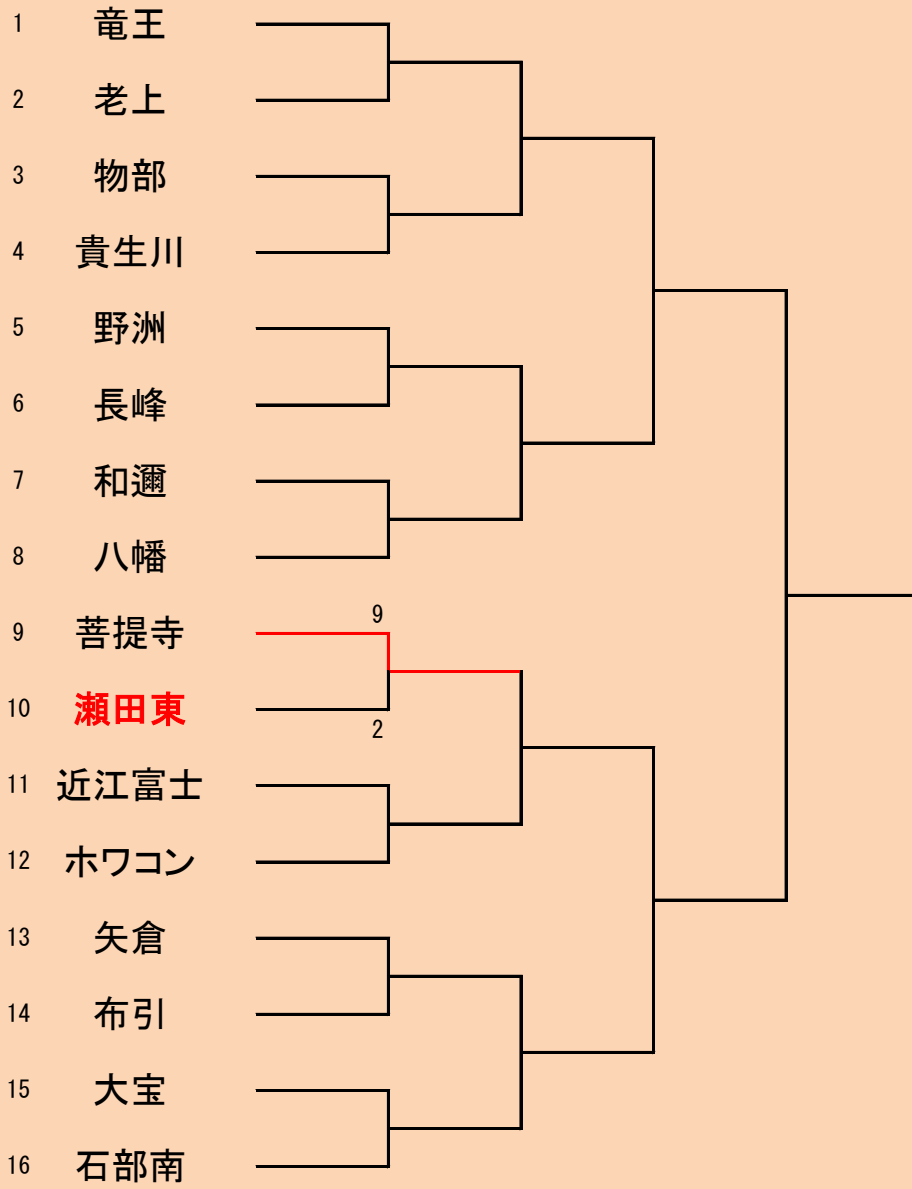 1 竜王
2 老上
3 物部
4 貴生川
5 野洲
6 長峰
7 和邇
8 八幡
9
9 菩提寺
10 瀬田東
2
11 近江富士
12 ホワコン
13 矢倉
14 布引
15 大宝
16 石部南